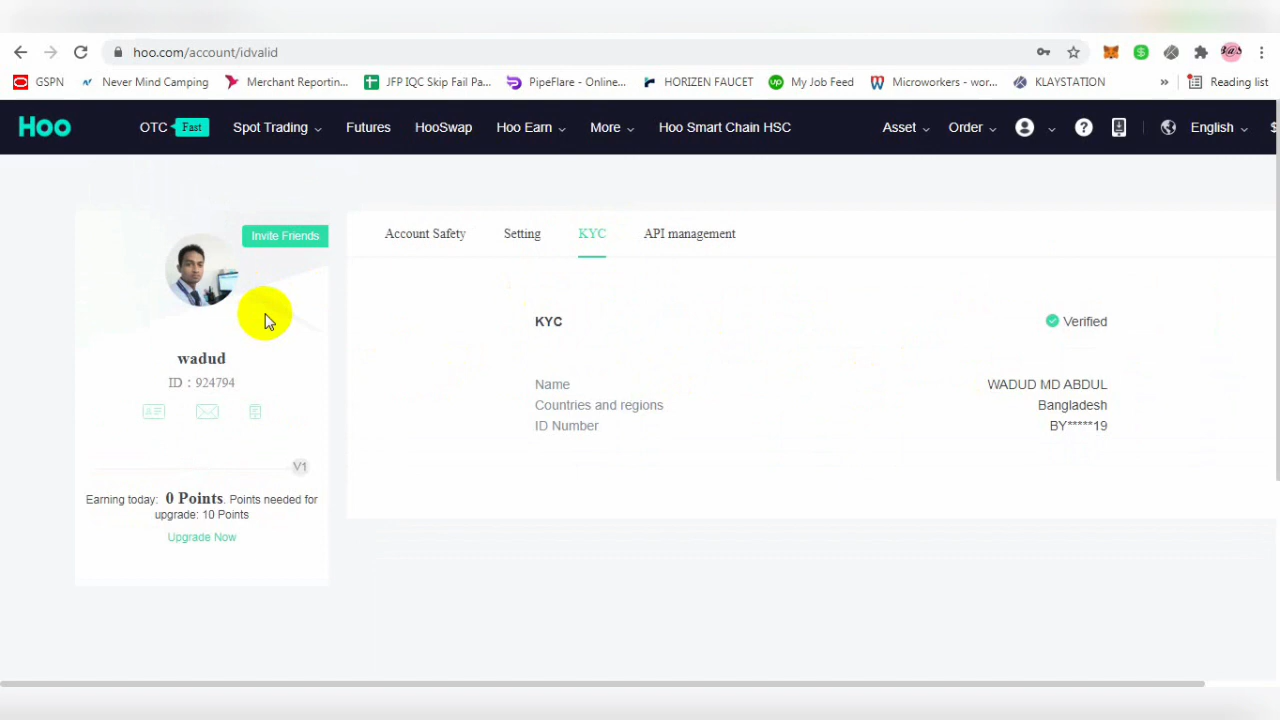 hoo.com/account/idvalid
GSPN Never Mind Camping Merchant Reportin... JFP IQC Skip Fail Pa... PipeFlare - Online... HORIZEN FAUCET My Job Feed Microworkers - wor... KLAYSTATION » Reading list
Hoo OTC Fast Spot Trading Futures HooSwap Hoo Earn More Hoo Smart Chain HSC Asset Order English $
Invite Friends
Account Safety Setting KYC API management
KYC Verified
wadud
ID : 924794
Name WADUD MD ABDUL
Countries and regions Bangladesh
ID Number BY*****19
V1
Earning today: 0 Points. Points needed for
upgrade: 10 Points
Upgrade Now